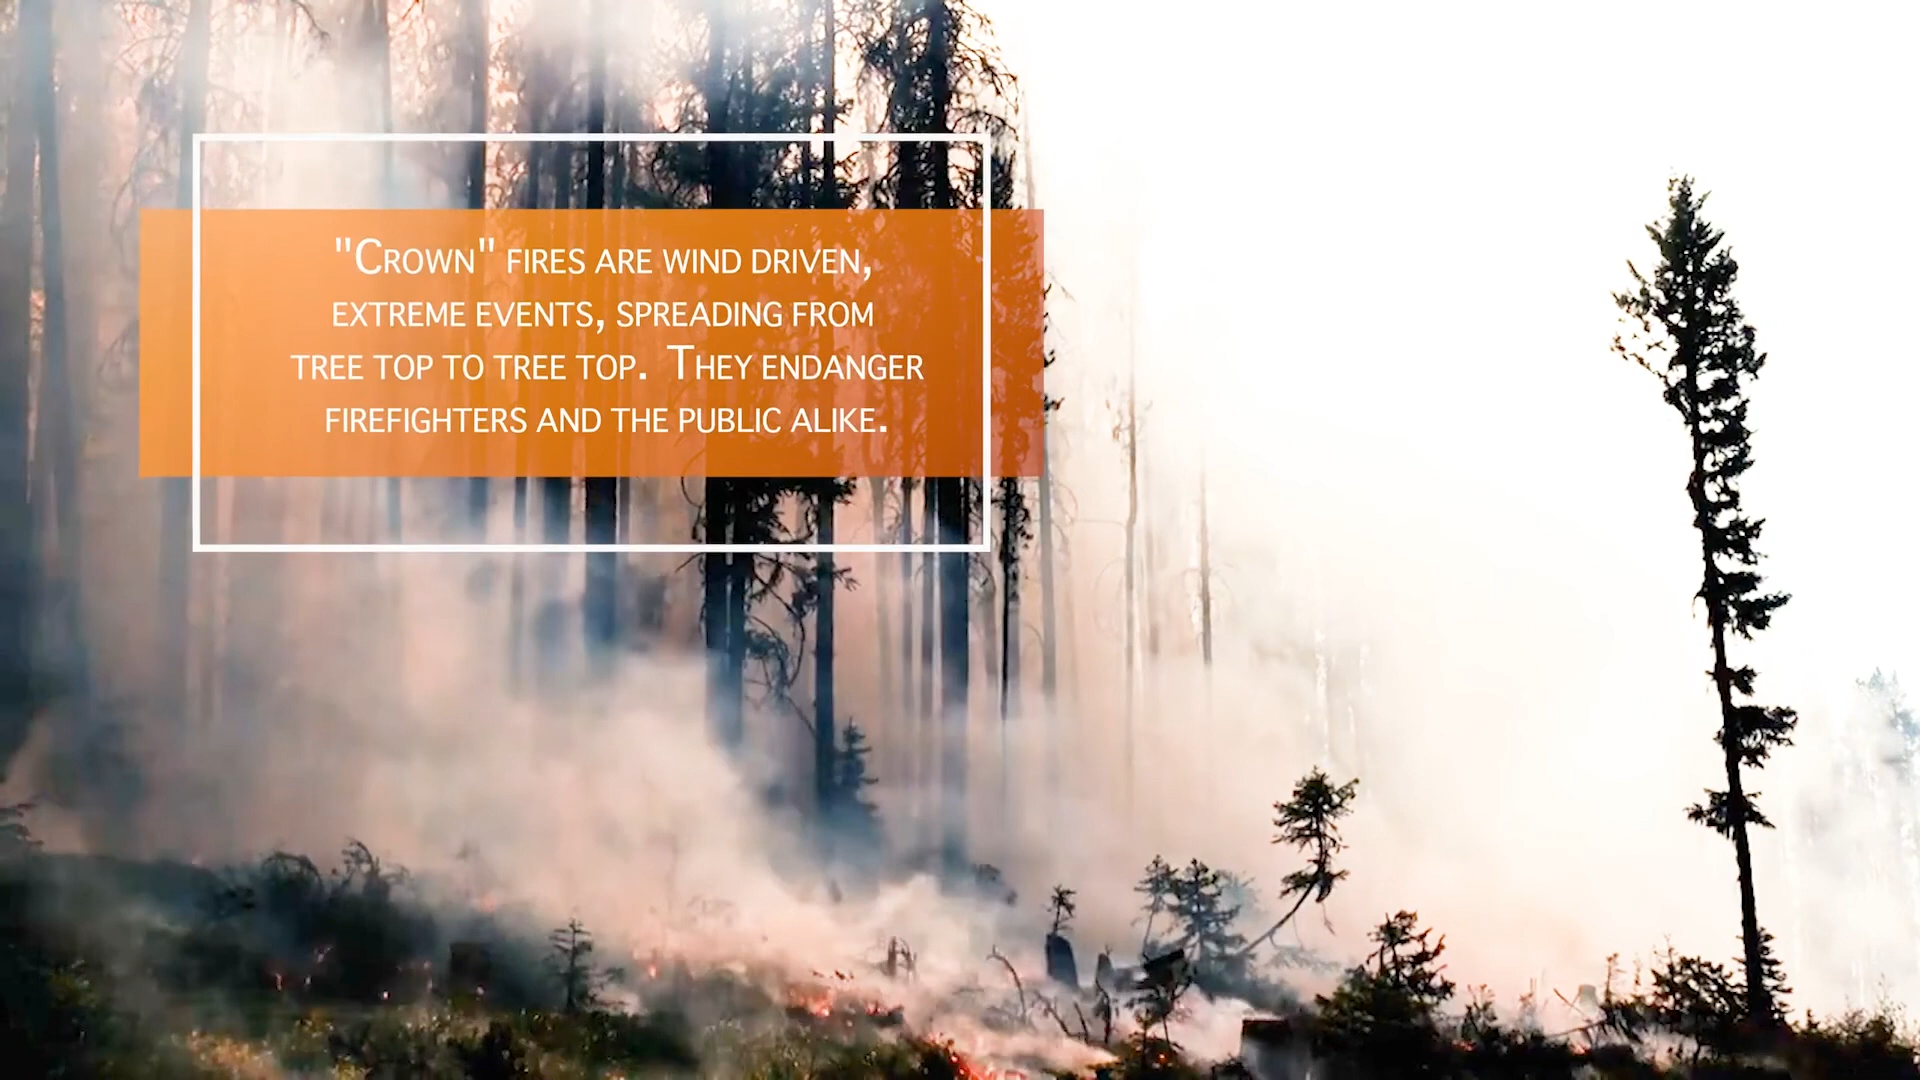 "Crown" fires are wind driven,
extreme events, spreading from
tree top to tree top. They endanger
firefighters and the public alike.